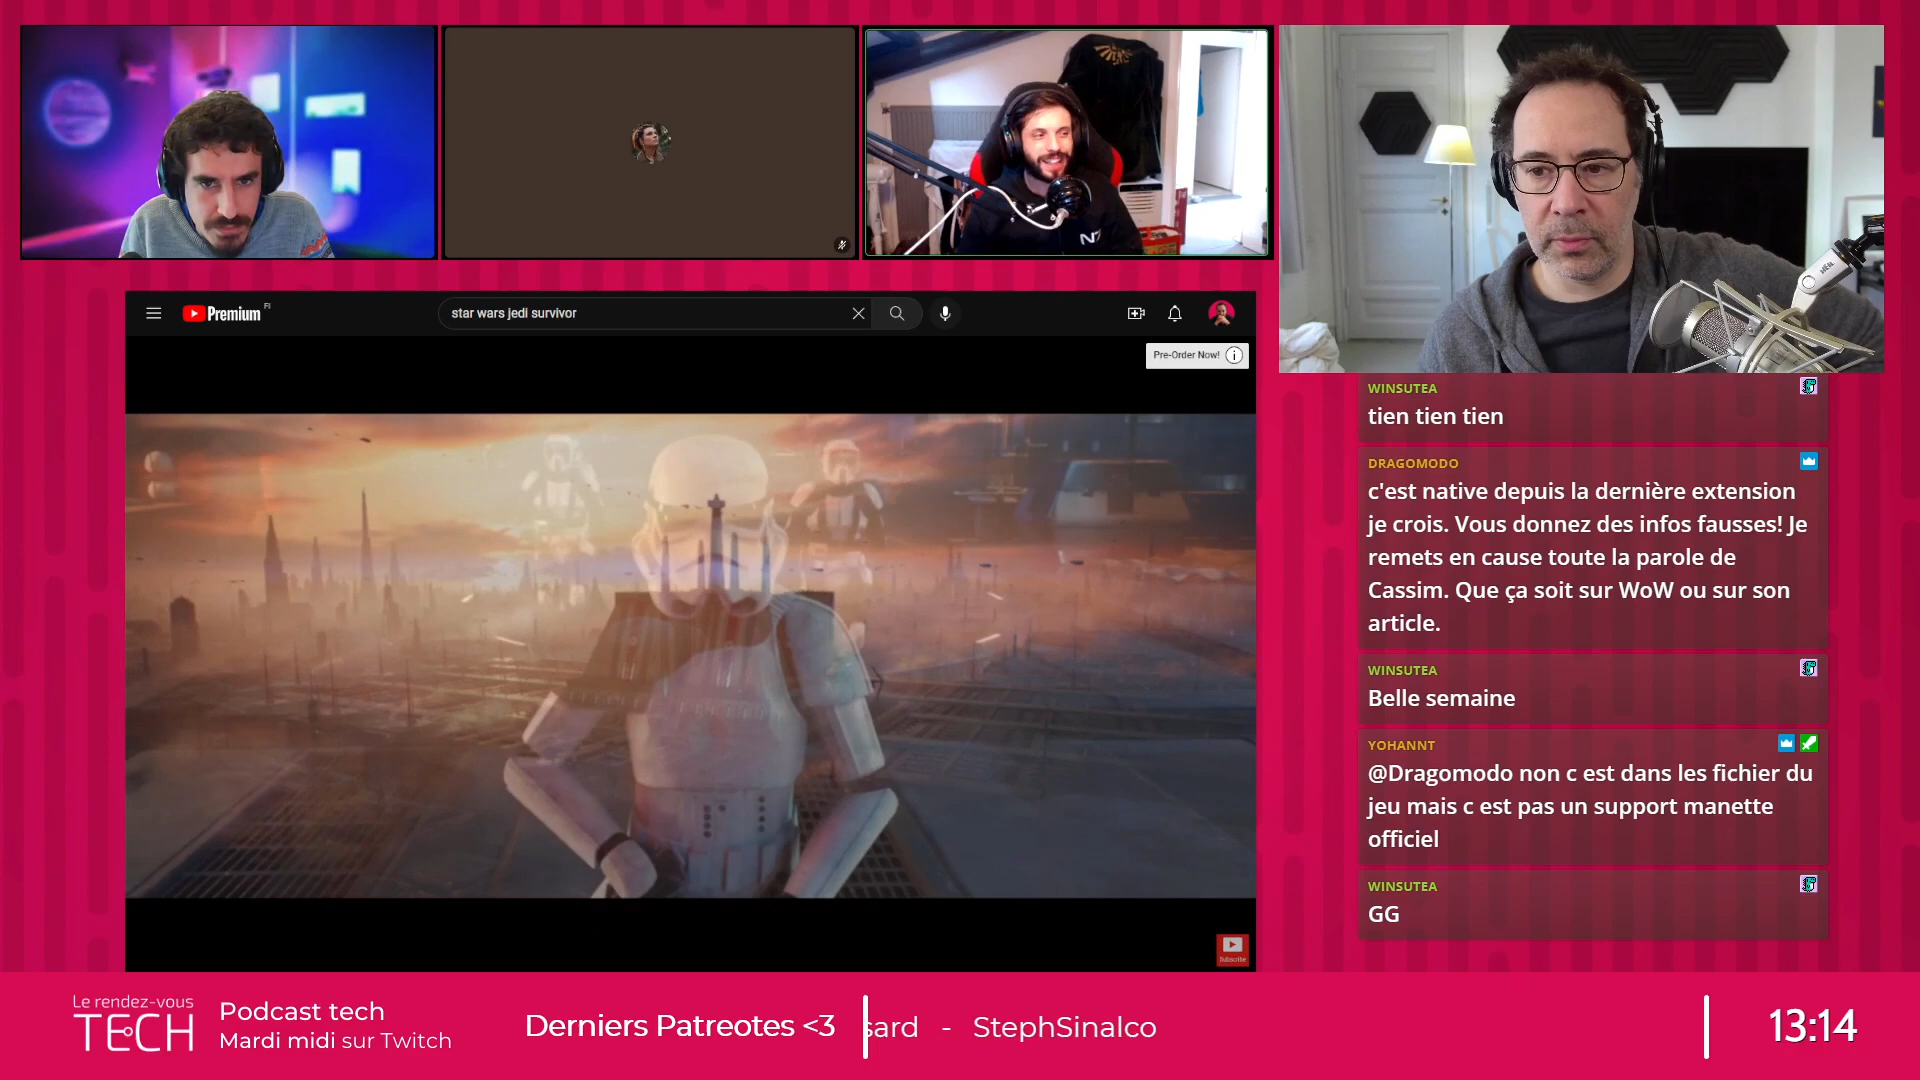 N7
Premium FI
star wars jedi survivor
Pre-Order Now!
Subscribe
WINSUTEA
tien tien tien
DRAGOMODO
c'est native depuis la dernière extension
je crois. Vous donnez des infos fausses! Je
remets en cause toute la parole de
Cassim. Que ça soit sur WoW ou sur son
article.
WINSUTEA
Belle semaine
YOHANNT
@Dragomodo non c est dans les fichier du
jeu mais c est pas un support manette
officiel
WINSUTEA
GG
Le rendez-vous
TECH
Podcast tech
Mardi midi sur Twitch
Derniers Patreotes <3
sard - StephSinalco
13:14